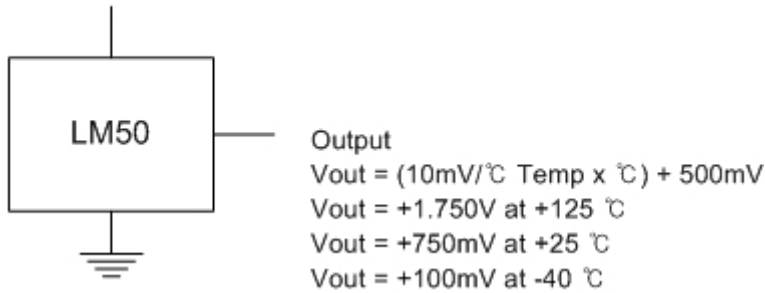 LM50
Output
Vout = (10mV/℃ Temp x ℃) + 500mV
Vout = +1.750V at +125 ℃
Vout = +750mV at +25 ℃
Vout = +100mV at -40 ℃